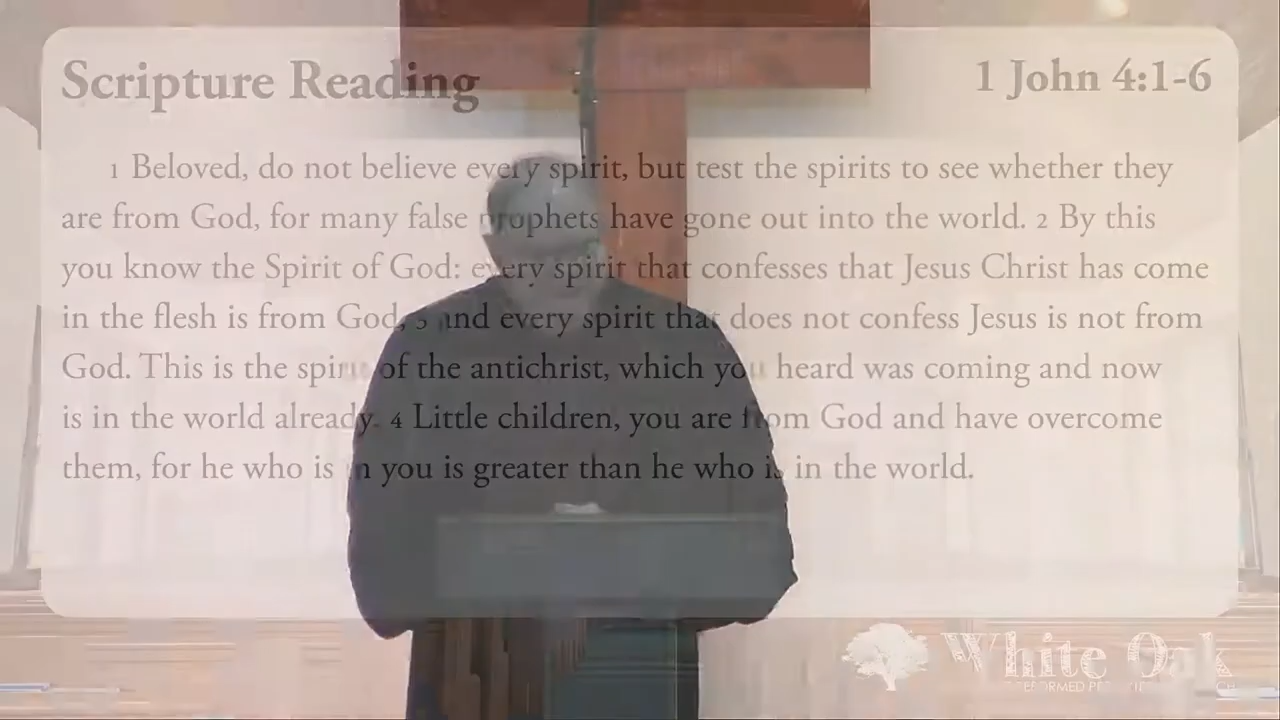 Scripture Reading
1 John 4:1-6
1 Beloved, do not believe every spirit, but test the spirits to see whether they
are from God, for many false prophets have gone out into the world. 2 By this
you know the Spirit of God: every spirit that confesses that Jesus Christ has come
in the flesh is from God, 3 and every spirit that does not confess Jesus is not from
God. This is the spirit of the antichrist, which you heard was coming and now
is in the world already. 4 Little children, you are from God and have overcome
them, for he who is in you is greater than he who is in the world.
White Oak
REFORMED